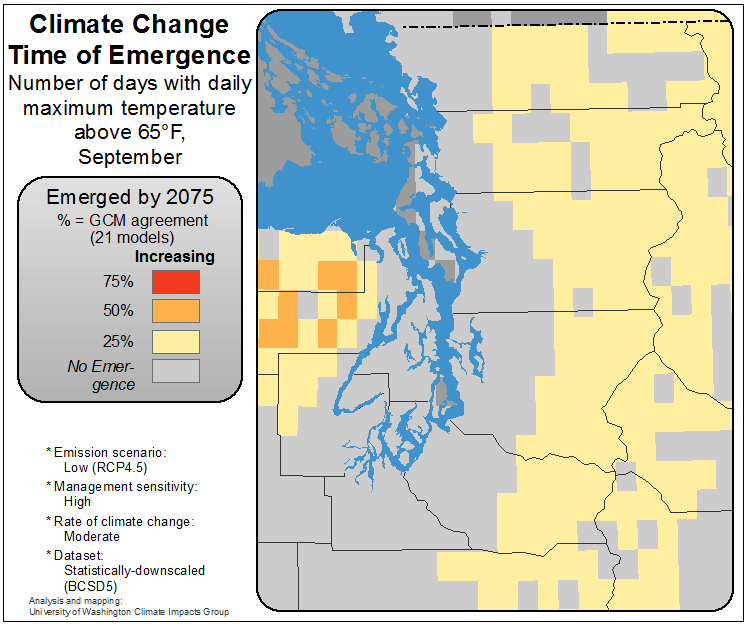 Climate Change
Time of Emergence
Number of days with daily
maximum temperature
above 65°F,
September
Emerged by 2075
% = GCM agreement
(21 models)
Increasing
75%
50%
25%
No Emer-
gence
* Emission scenario:
Low (RCP4.5)
* Management sensitivity:
High
* Rate of climate change:
Moderate
* Dataset:
Statistically-downscaled
(BCSD5)
Analysis and mapping:
University of Washington Climate Impacts Group